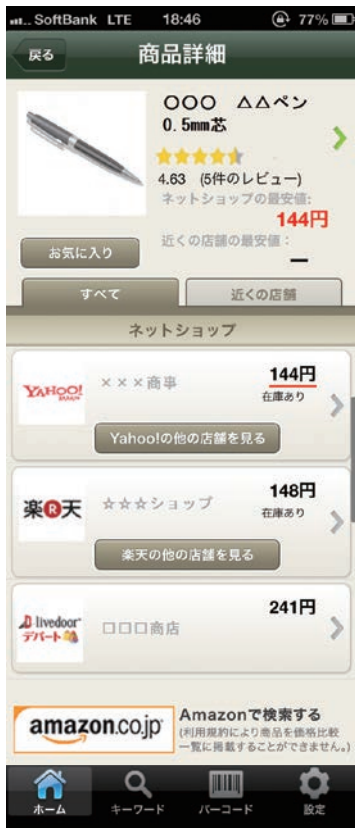 SoftBank LTE 18:46 77%
戻る 商品詳細
○○○ △△ペン
0.5mm芯
4.63 (5件のレビュー)
ネットショップの最安値:
144円
近くの店舗の最安値:
ー
お気に入り
すべて 近くの店舗
ネットショップ
YAHOO!
JAPAN
×××商事
144円
在庫あり
Yahoo!の他の店舗を見る
楽R天
☆☆☆ショップ
148円
在庫あり
楽天の他の店舗を見る
livedoor
デパート
□□□商店
241円
amazon.co.jp
Amazonで検索する
(利用規約により商品を価格比較
一覧に掲載することができません。)
ホーム キーワード バーコード 設定